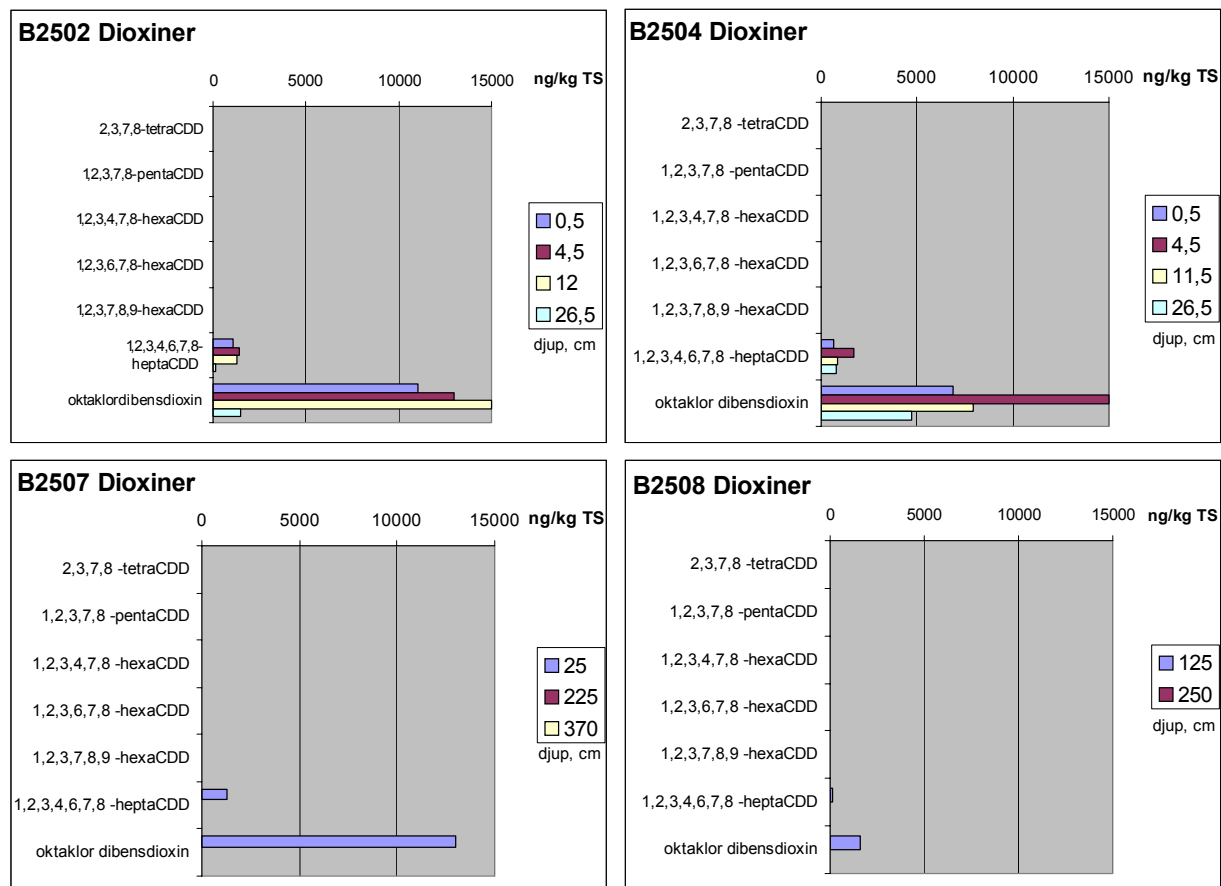 B2502 Dioxiner
0 5000 10000 15000 ng/kg TS
2,3,7,8-tetraCDD
1,2,3,7,8-pentaCDD
1,2,3,4,7,8-hexaCDD
1,2,3,6,7,8-hexaCDD
1,2,3,7,8,9-hexaCDD
1,2,3,4,6,7,8-
heptaCDD
oktaklordibensdioxin
0,5
4,5
12
26,5
djup, cm
B2504 Dioxiner
0 5000 10000 15000 ng/kg TS
2,3,7,8 -tetraCDD
1,2,3,7,8 -pentaCDD
1,2,3,4,7,8 -hexaCDD
1,2,3,6,7,8 -hexaCDD
1,2,3,7,8,9 -hexaCDD
1,2,3,4,6,7,8 -heptaCDD
oktaklor dibensdioxin
0,5
4,5
11,5
26,5
djup, cm
B2507 Dioxiner
0 5000 10000 15000 ng/kg TS
2,3,7,8 -tetraCDD
1,2,3,7,8 -pentaCDD
1,2,3,4,7,8 -hexaCDD
1,2,3,6,7,8 -hexaCDD
1,2,3,7,8,9 -hexaCDD
1,2,3,4,6,7,8 -heptaCDD
oktaklor dibensdioxin
25
225
370
djup, cm
B2508 Dioxiner
0 5000 10000 15000 ng/kg TS
2,3,7,8 -tetraCDD
1,2,3,7,8 -pentaCDD
1,2,3,4,7,8 -hexaCDD
1,2,3,6,7,8 -hexaCDD
1,2,3,7,8,9 -hexaCDD
1,2,3,4,6,7,8 -heptaCDD
oktaklor dibensdioxin
125
250
djup, cm